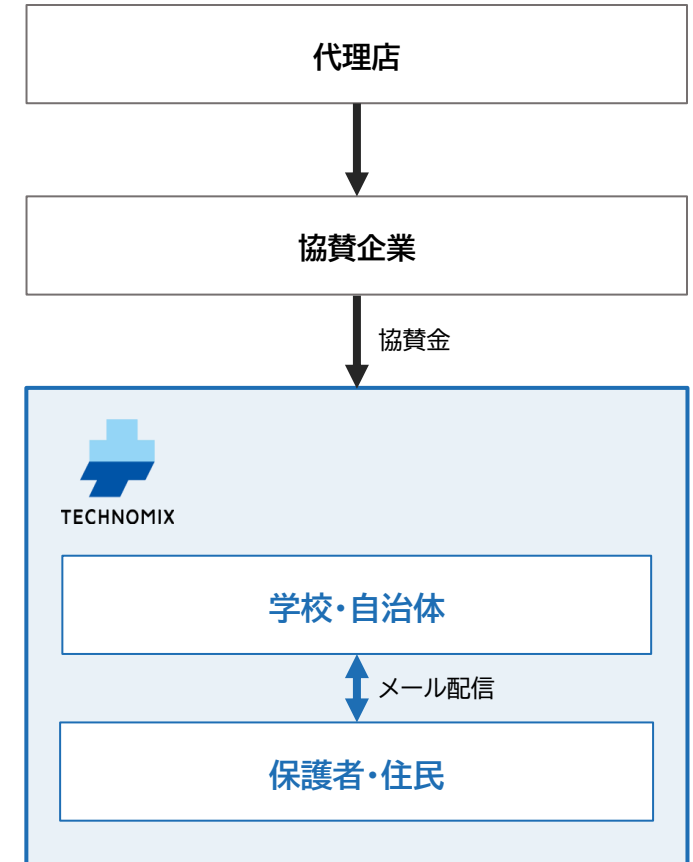 代理店
協賛企業
協賛金
TECHNOMIX
学校・自治体
メール配信
保護者・住民